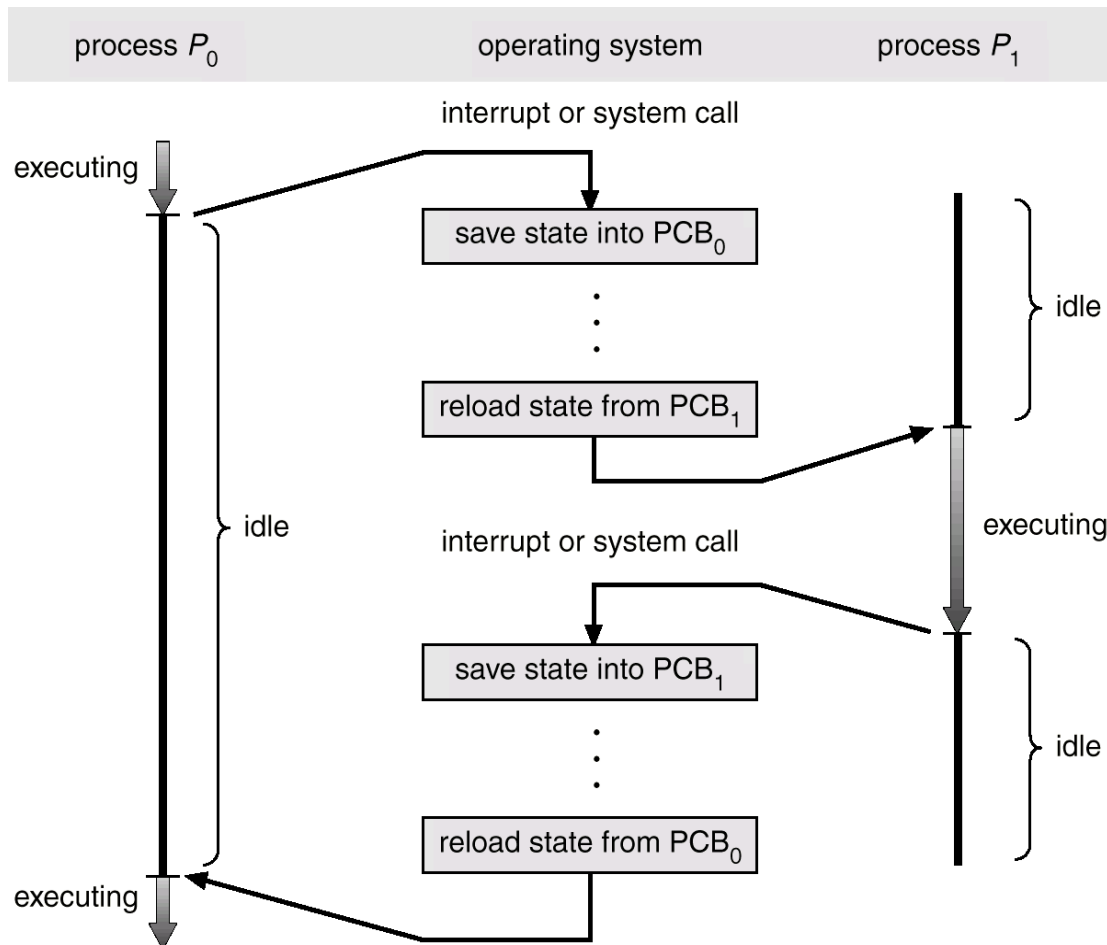 process P0 operating system process P1
interrupt or system call
executing
save state into PCB0
idle
reload state from PCB1
idle
interrupt or system call
executing
save state into PCB1
idle
reload state from PCB0
executing